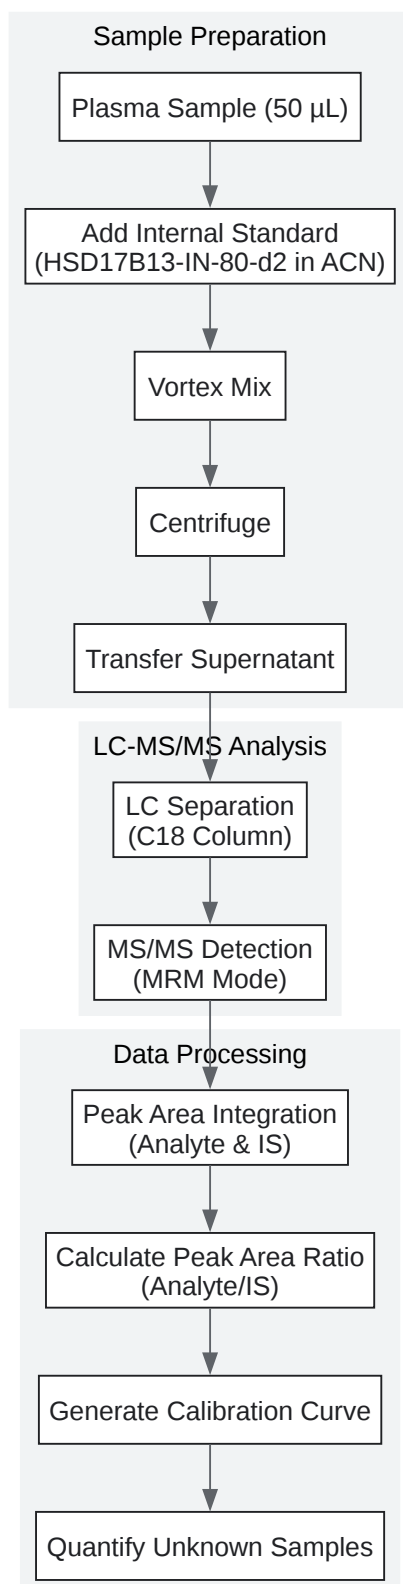 Sample Preparation
Plasma Sample (50 µL)
Add Internal Standard
(HSD17B13-IN-80-d2 in ACN)
Vortex Mix
Centrifuge
Transfer Supernatant
LC-MS/MS Analysis
LC Separation
(C18 Column)
MS/MS Detection
(MRM Mode)
Data Processing
Peak Area Integration
(Analyte & IS)
Calculate Peak Area Ratio
(Analyte/IS)
Generate Calibration Curve
Quantify Unknown Samples